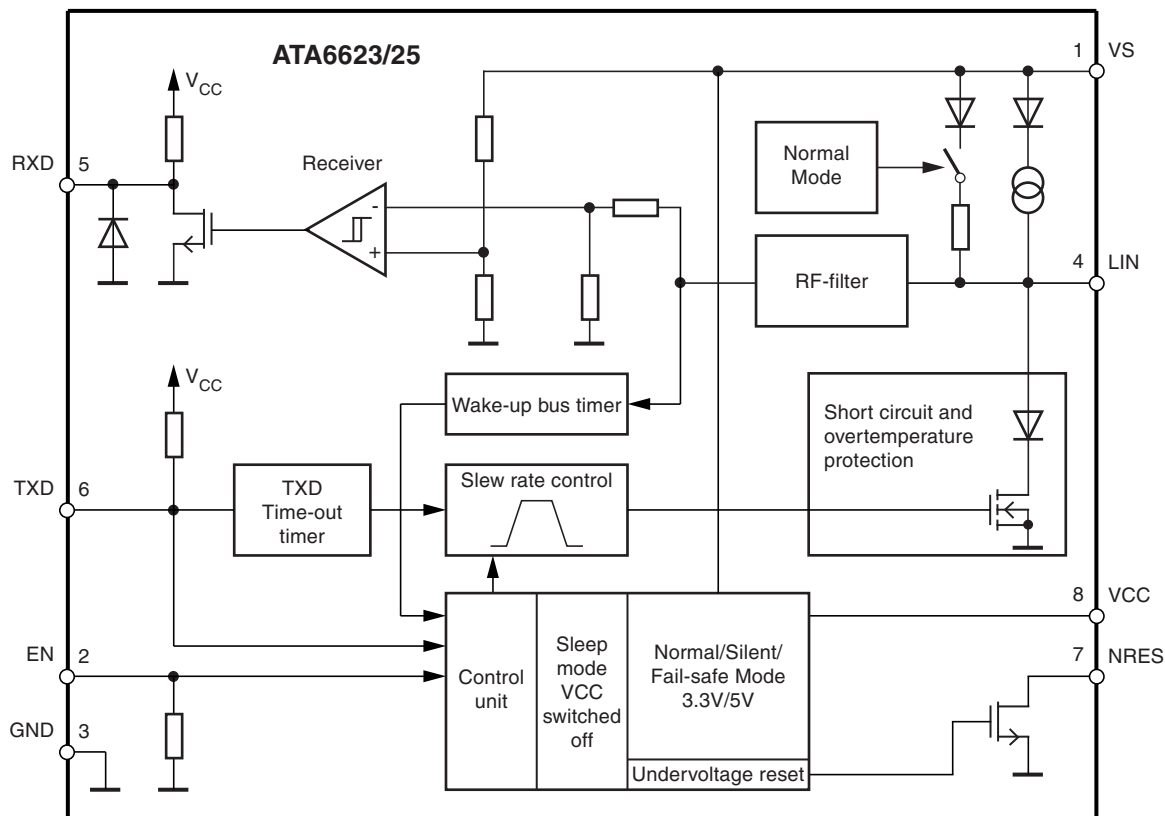 ATA6623/25
1 VS
VCC
RXD 5
Receiver
-
+
Normal
Mode
4 LIN
RF-filter
VCC
Wake-up bus timer
Short circuit and
overtemperature
protection
TXD 6
TXD
Time-out
timer
Slew rate control
8 VCC
7 NRES
EN 2
GND 3
Control
unit
Sleep
mode
VCC
switched
off
Normal/Silent/
Fail-safe Mode
3.3V/5V
Undervoltage reset